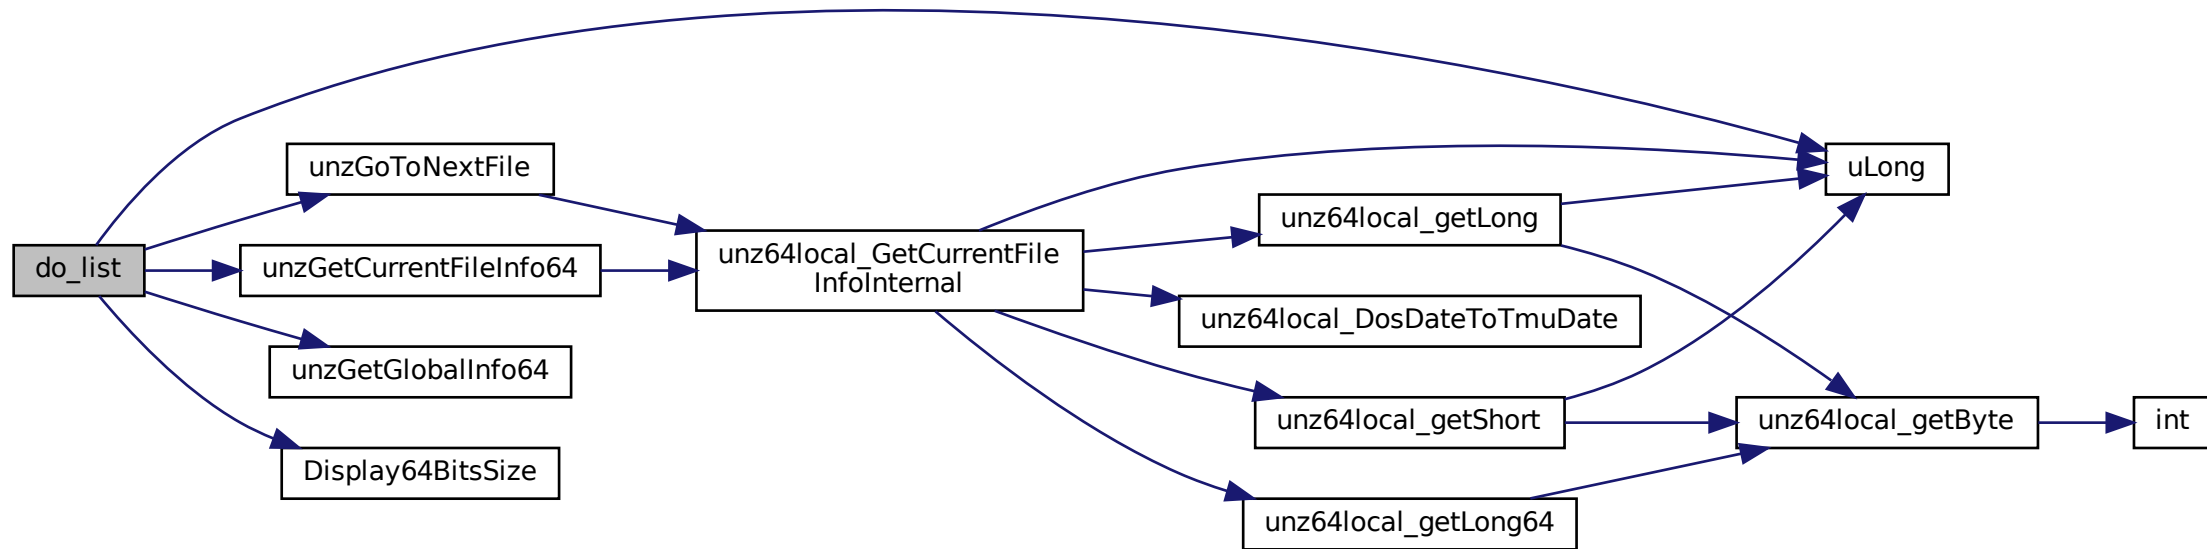 do_list
unzGoToNextFile
unzGetCurrentFileInfo64
unzGetGlobalInfo64
Display64BitsSize
unz64local_GetCurrentFile
InfoInternal
unz64local_getLong
unz64local_DosDateToTmuDate
unz64local_getShort
unz64local_getLong64
uLong
unz64local_getByte
int